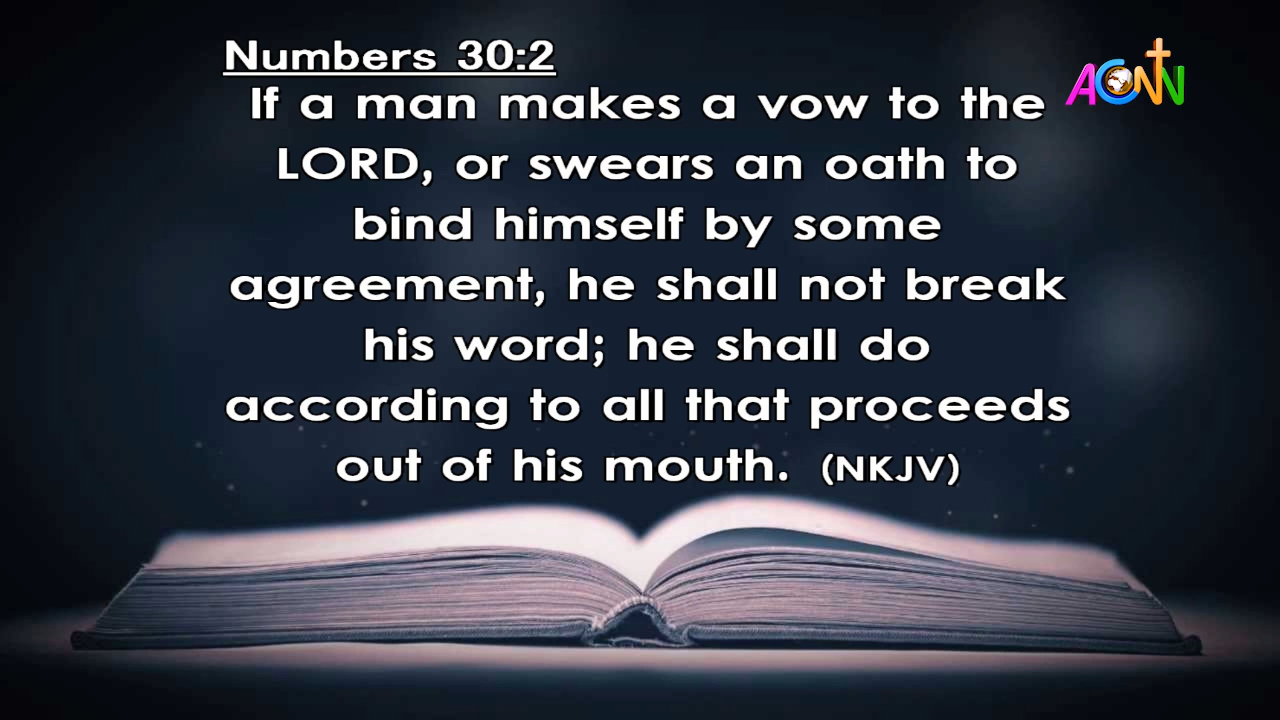 Numbers 30:2
ACNN
If a man makes a vow to the
LORD, or swears an oath to
bind himself by some
agreement, he shall not break
his word; he shall do
according to all that proceeds
out of his mouth. (NKJV)